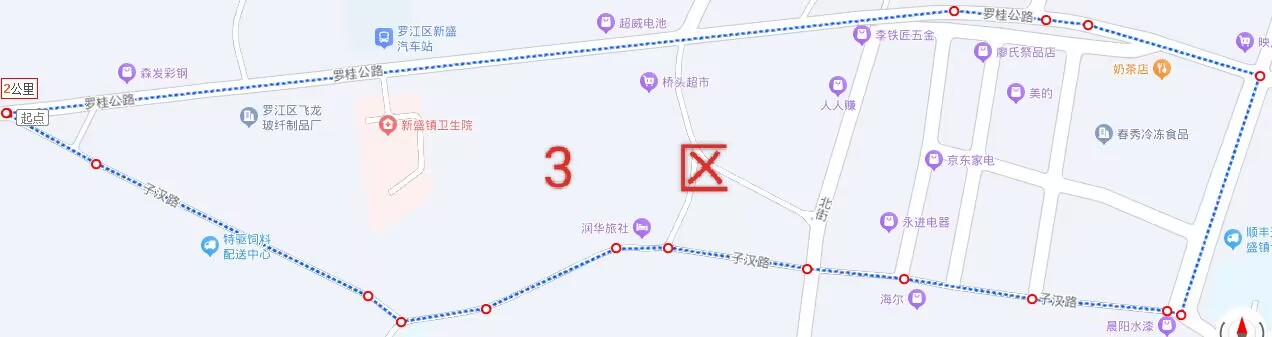 超威电池
罗桂公路
罗江区新盛
汽车站
李铁匠五金
廖氏祭品店
森发彩钢
罗桂公路
桥头超市
奶茶店
2公里
罗桂公路
起点
罗江区飞龙
玻纤制品厂
新盛镇卫生院
人人赚
美的
春秀冷冻食品
3 区
京东家电
子汉路
北街
润华旅社
永进电器
特驱饲料
配送中心
子汉路
海尔
子汉路
晨阳水漆